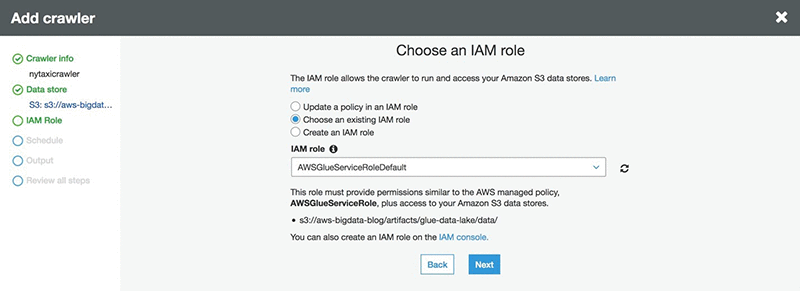 Add crawler
Crawler info
nytaxicrawler
Data store
S3: s3://aws-bigdat...
IAM Role
Schedule
Output
Review all steps
Choose an IAM role
The IAM role allows the crawler to run and access your Amazon S3 data stores. Learn
more
Update a policy in an IAM role
Choose an existing IAM role
Create an IAM role
IAM role
AWSGlueServiceRoleDefault
This role must provide permissions similar to the AWS managed policy,
AWSGlueServiceRole, plus access to your Amazon S3 data stores.
• s3://aws-bigdata-blog/artifacts/glue-data-lake/data/
You can also create an IAM role on the IAM console.
Back
Next